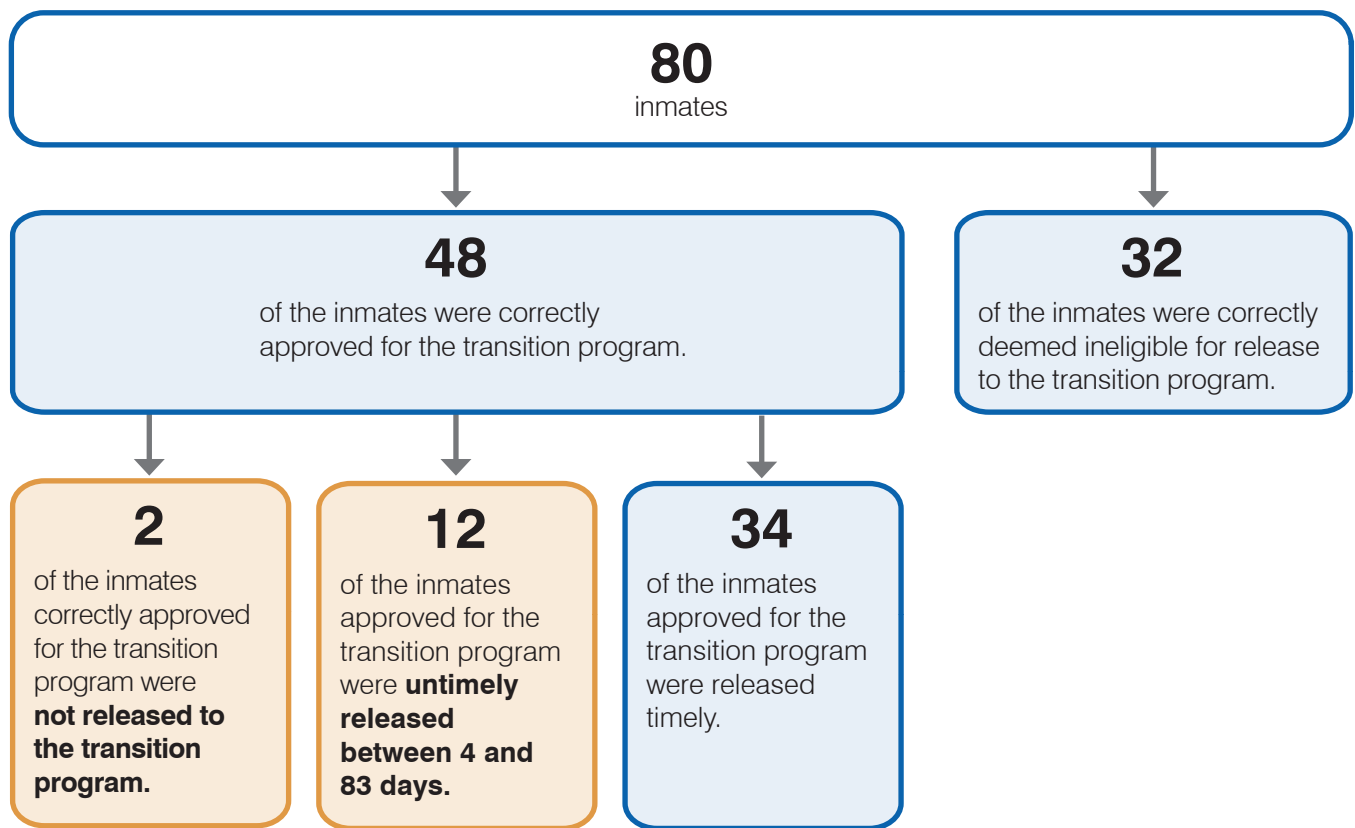 80
inmates
48
of the inmates were correctly
approved for the transition program.
32
of the inmates were correctly
deemed ineligible for release
to the transition program.
2
of the inmates
correctly approved
for the transition
program were
not released to
the transition
program.
12
of the inmates
approved for the
transition program
were untimely
released
between 4 and
83 days.
34
of the inmates
approved for the
transition program
were released
timely.